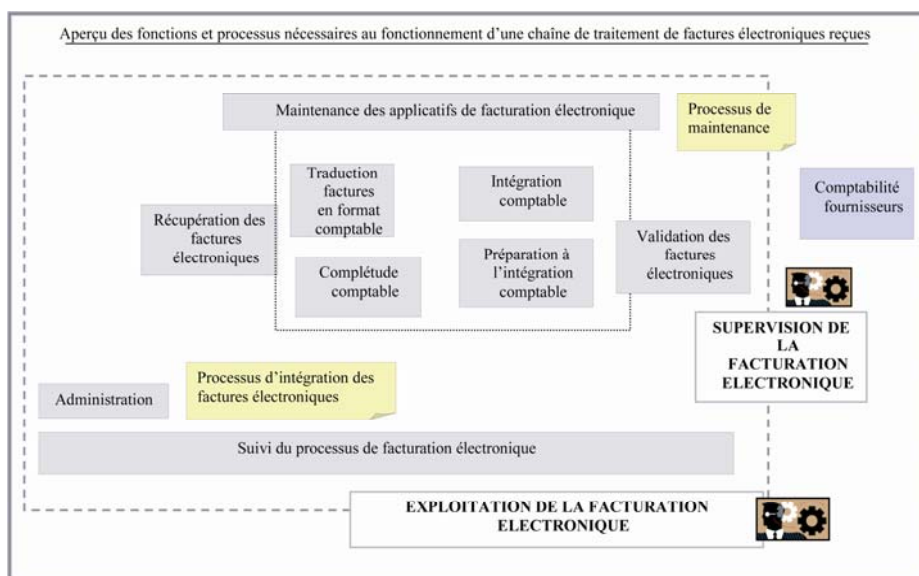 Aperçu des fonctions et processus nécessaires au fonctionnement d'une chaîne de traitement de factures électroniques reçues
Maintenance des applicatifs de facturation électronique
Processus de
maintenance
Traduction
factures
en format
comptable
Intégration
comptable
Comptabilité
fournisseurs
Récupération des
factures
électroniques
Complétude
comptable
Préparation à
l'intégration
comptable
Validation des
factures
électroniques
SUPERVISION DE
LA
FACTURATION
ELECTRONIQUE
Administration
Processus d'intégration des
factures électroniques
Suivi du processus de facturation électronique
EXPLOITATION DE LA FACTURATION
ELECTRONIQUE